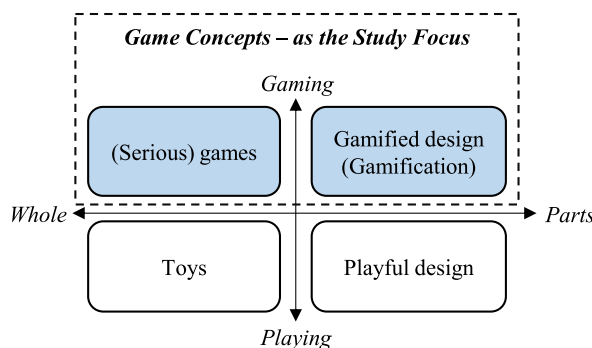 Game Concepts – as the Study Focus
Gaming
(Serious) games
Gamified design
(Gamification)
Whole
Parts
Toys
Playful design
Playing